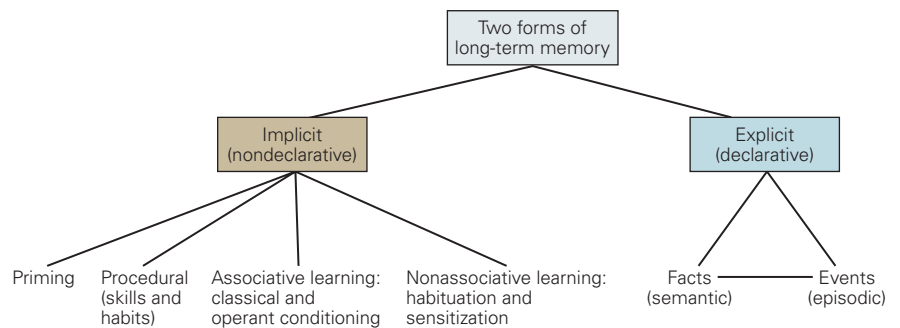 Two forms of
long-term memory
Implicit
(nondeclarative)
Explicit
(declarative)
Priming
Procedural
(skills and
habits)
Associative learning:
classical and
operant conditioning
Nonassociative learning:
habituation and
sensitization
Facts
(semantic)
Events
(episodic)